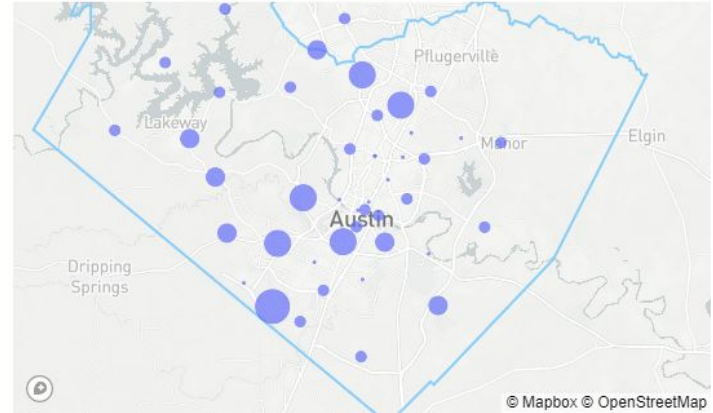 Pflugerville
Lakeway
Manor
Elgin
Austin
Dripping
Springs
© Mapbox © OpenStreetMap